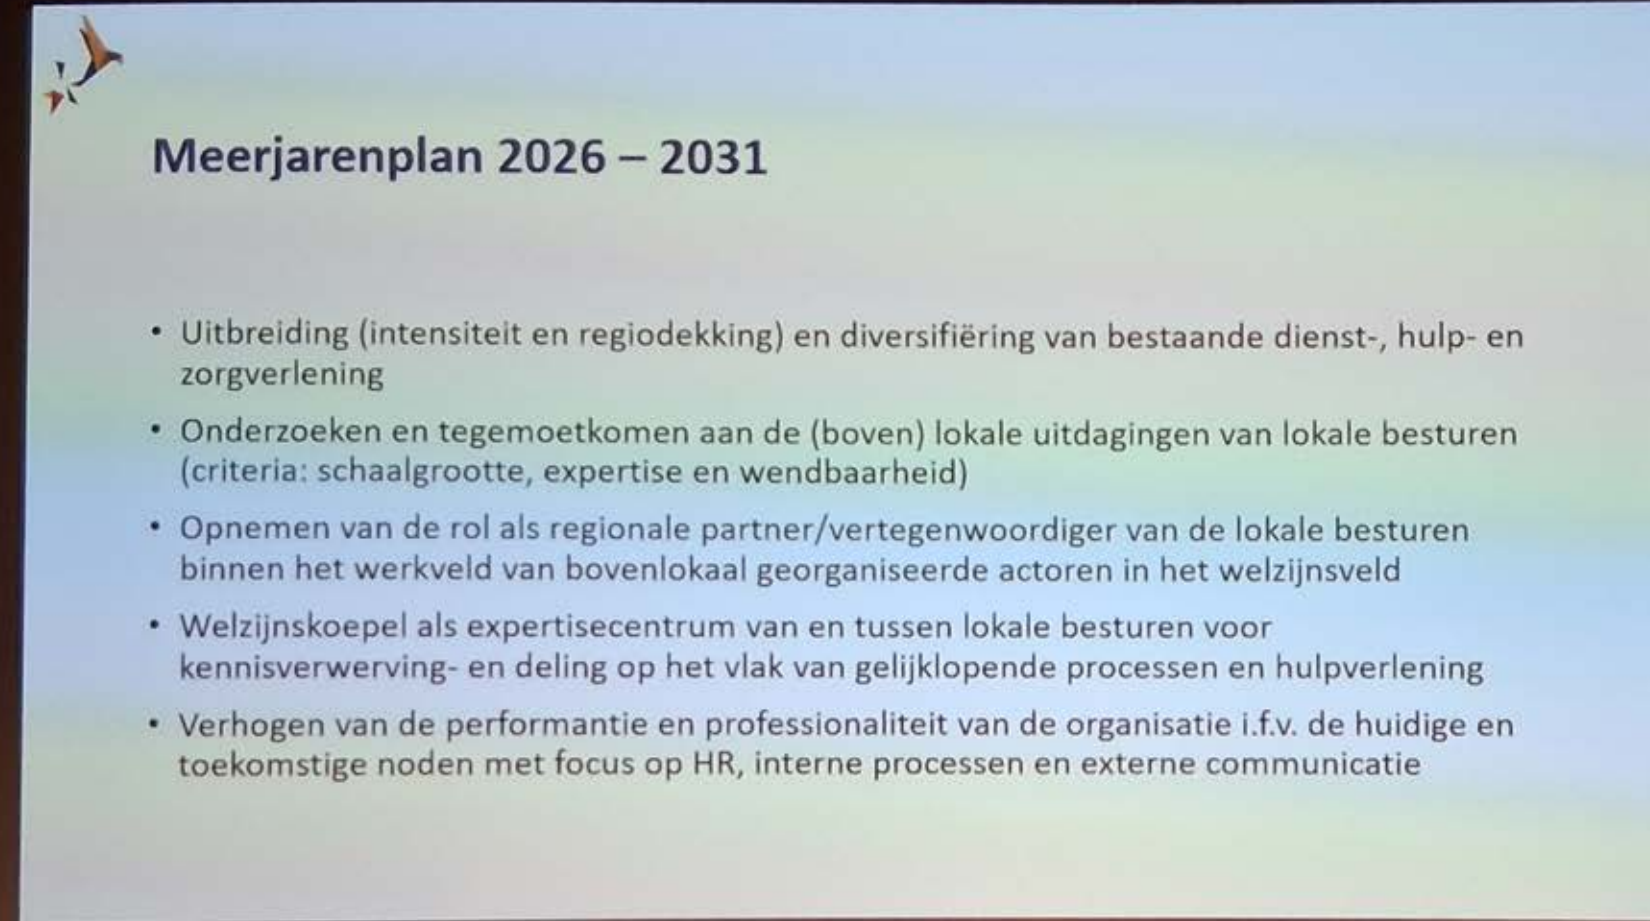 Meerjarenplan 2026 – 2031
• Uitbreiding (intensiteit en regiodekking) en diversifiëring van bestaande dienst-, hulp- en
zorgverlening
• Onderzoeken en tegemoetkomen aan de (boven) lokale uitdagingen van lokale besturen
(criteria: schaalgrootte, expertise en wendbaarheid)
• Opnemen van de rol als regionale partner/vertegenwoordiger van de lokale besturen
binnen het werkveld van bovenlokaal georganiseerde actoren in het welzijnsveld
• Welzijnskoepel als expertisecentrum van en tussen lokale besturen voor
kennisverwerving- en deling op het vlak van gelijklopende processen en hulpverlening
• Verhogen van de performantie en professionaliteit van de organisatie i.f.v. de huidige en
toekomstige noden met focus op HR, interne processen en externe communicatie